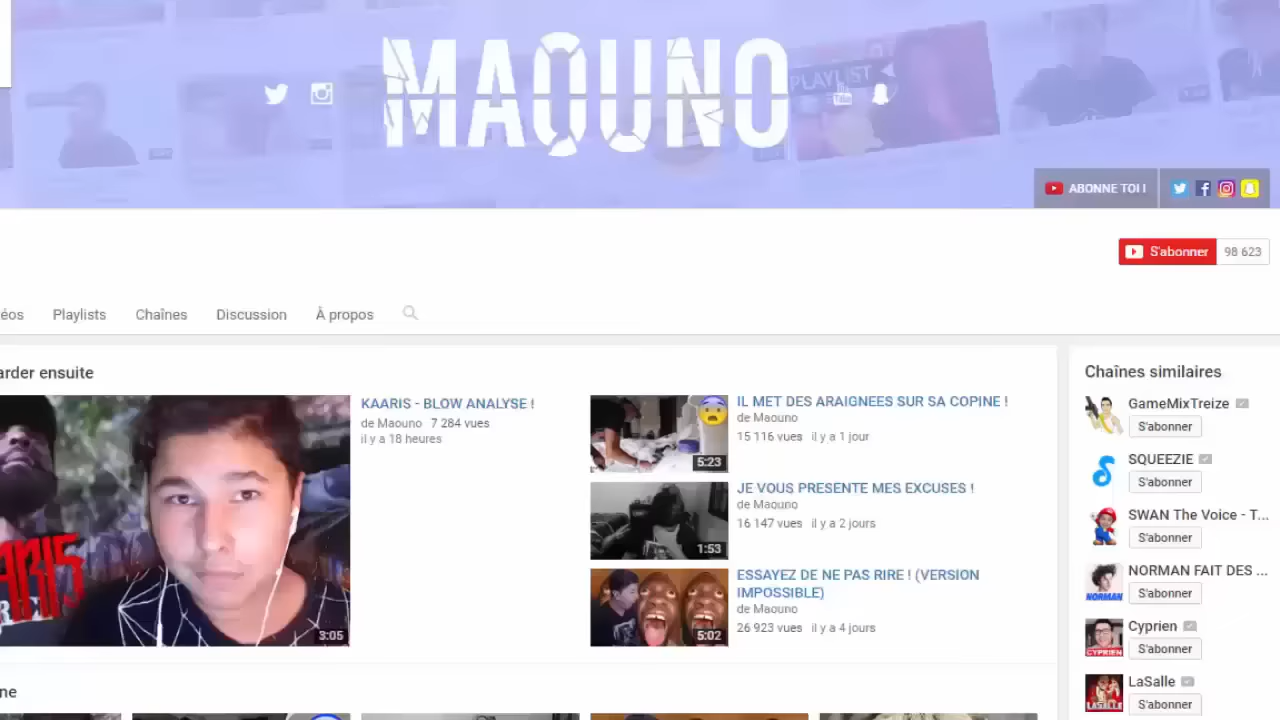 MAOUNO
PLAYLIST
ABONNE TOI !
S'abonner 98 623
éos Playlists Chaînes Discussion À propos
arder ensuite
KAARIS - BLOW ANALYSE !
de Maouno 7 284 vues
il y a 18 heures
3:05
IL MET DES ARAIGNEES SUR SA COPINE !
de Maouno
15 116 vues il y a 1 jour
5:23
JE VOUS PRESENTE MES EXCUSES !
de Maouno
16 147 vues il y a 2 jours
1:53
ESSAYEZ DE NE PAS RIRE ! (VERSION
IMPOSSIBLE)
de Maouno
26 923 vues il y a 4 jours
5:02
Chaînes similaires
GameMixTreize
S'abonner
SQUEEZIE
S'abonner
SWAN The Voice - T...
S'abonner
NORMAN FAIT DES ...
NORMAN
S'abonner
Cyprien
CYPRIEN
S'abonner
LaSalle
LASALLE
S'abonner
ne